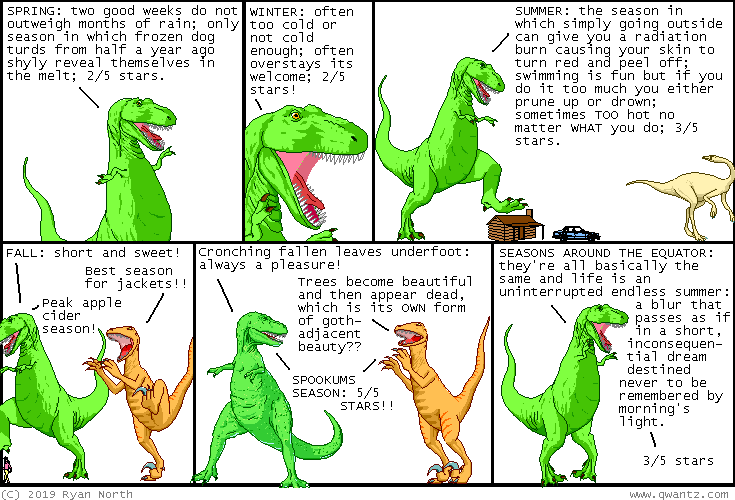 SPRING: two good weeks do not
outweigh months of rain; only
season in which frozen dog
turds from half a year ago
shyly reveal themselves in
the melt; 2/5 stars.
WINTER: often
too cold or
not cold
enough; often
overstays its
welcome; 2/5
stars!
SUMMER: the season in
which simply going outside
can give you a radiation
burn causing your skin to
turn red and peel off;
swimming is fun but if you
do it too much you either
prune up or drown;
sometimes TOO hot no
matter WHAT you do; 3/5
stars.
FALL: short and sweet!
Best season
for jackets!!
Peak apple
cider
season!
Cronching fallen leaves underfoot:
always a pleasure!
Trees become beautiful
and then appear dead,
which is its OWN form
of goth-
adjacent
beauty??
SPOOKUMS
SEASON: 5/5
STARS!!
SEASONS AROUND THE EQUATOR:
they're all basically the
same and life is an
uninterrupted endless summer:
a blur that
passes as if
in a short,
inconsequen-
tial dream
destined
never to be
remembered by
morning's
light.
3/5 stars
(C) 2019 Ryan North
www.qwantz.com